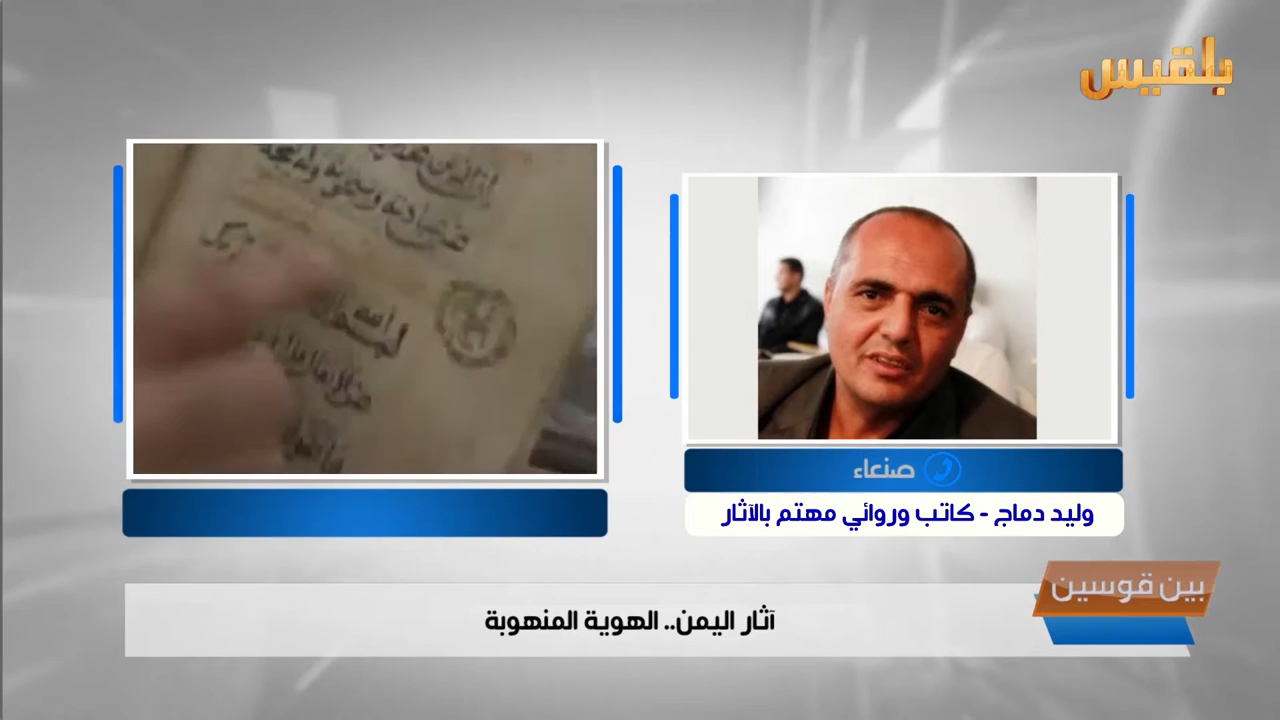 بلقيس
صنعاء
وليد دماج - كاتب وروائي مهتم بالآثار
بين قوسين
آثار اليمن.. الهوية المنهوبة